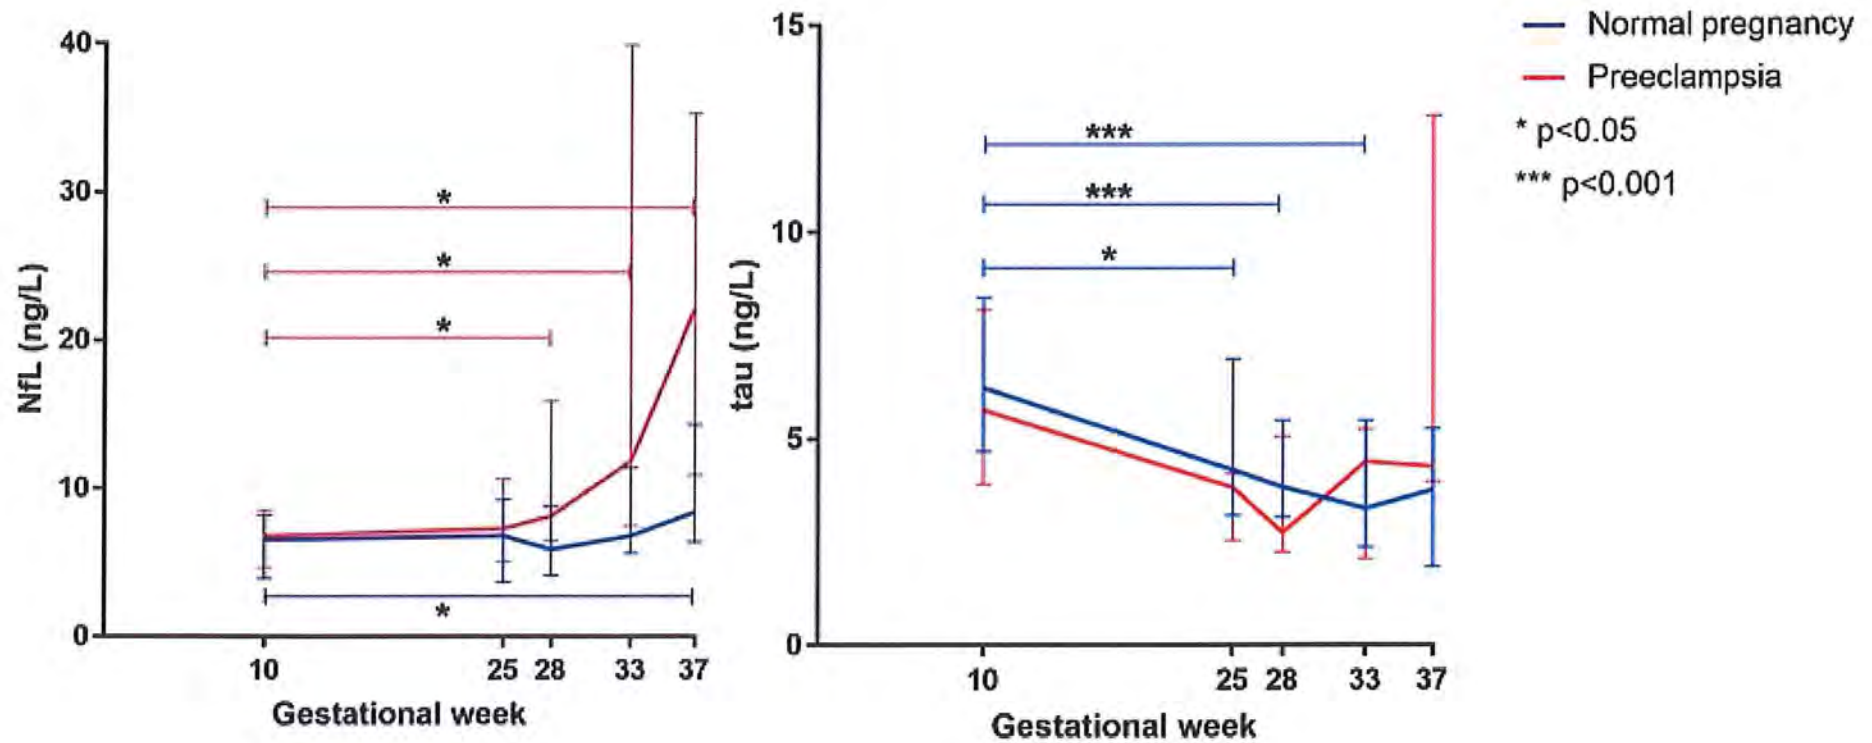 40
30
20
10
0
NfL (ng/L)
*
*
*
*
10 25 28 33 37
Gestational week
15
10
5
0
tau (ng/L)
***
***
*
10 25 28 33 37
Gestational week
Normal pregnancy
Preeclampsia
* p<0.05
*** p<0.001